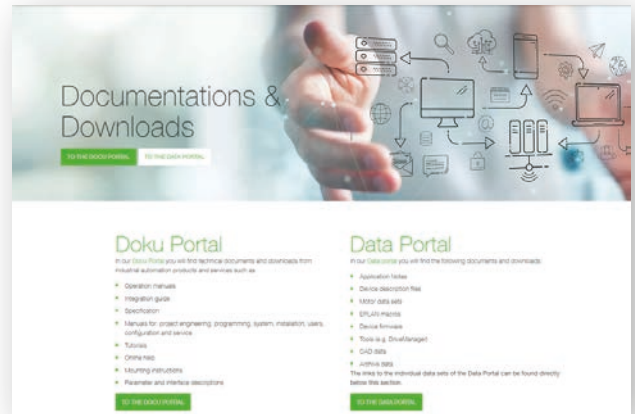 Documentations &
Downloads
TO THE DOCU PORTAL
TO THE DATA PORTAL
Doku Portal
In our Docu Portal you will find technical documents and downloads from
industrial automation products and services such as
Operation manuals
Integration guide
Specification
Manuals for: project engineering, programming, system, installation, users,
configuration and service.
Tutorials
Online help
Mounting instructions
Parameter and interface descriptions
TO THE DOCU PORTAL
Data Portal
In our Data portal you will find the following documents and downloads:
Application Notes
Device description files
Motor data sets
EPLAN macros
Device firmware
Tools (e.g. DriveManager)
CAD data
Archive data
The links to the individual data sets of the Data Portal can be found directly
below this section.
TO THE DATA PORTAL